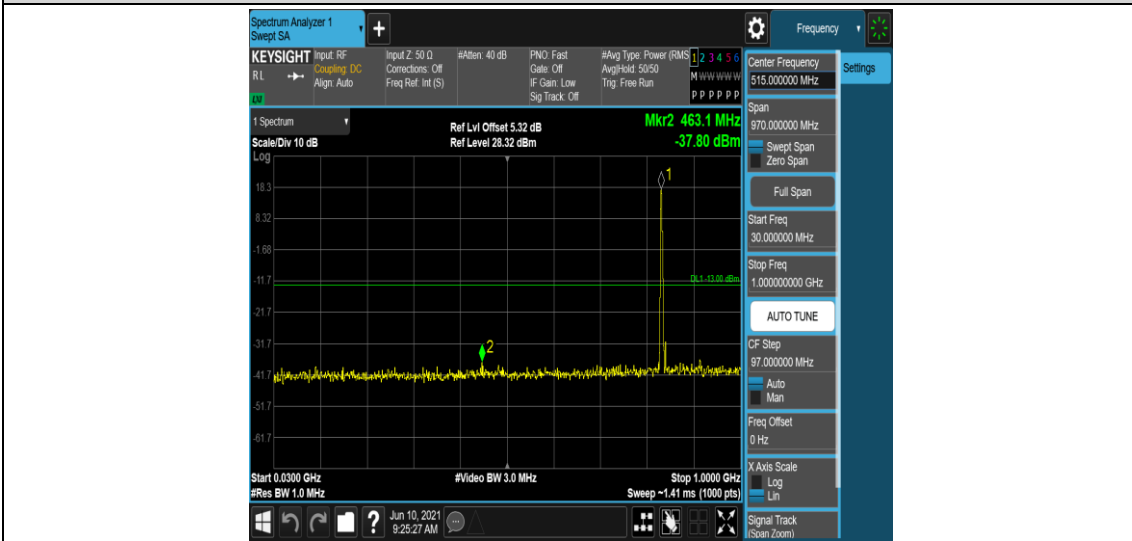 Spectrum Analyzer 1
Swept SA
+
Frequency
KEYSIGHT
RL
LXI
Input: RF
Coupling: DC
Align: Auto
Input Z: 50 Ω
Corrections: Off
Freq Ref: Int (S)
#Atten: 40 dB
PNO: Fast
Gate: Off
IF Gain: Low
Sig Track: Off
#Avg Type: Power (RMS
Avg|Hold: 50/50
Trig: Free Run
1 2 3 4 5 6
M W W W W W
P P P P P P
1 Spectrum
Scale/Div 10 dB
Log
Ref Lvl Offset 5.32 dB
Ref Level 28.32 dBm
Mkr2 463.1 MHz
-37.80 dBm
1
18.3
8.32
-1.68
-11.7
DL1 -13.00 dBm
-21.7
-31.7
2
-41.7
-51.7
-61.7
Start 0.0300 GHz
#Res BW 1.0 MHz
#Video BW 3.0 MHz
Stop 1.0000 GHz
Sweep ~1.41 ms (1000 pts)
?
Jun 10, 2021
9:25:27 AM
Center Frequency
515.000000 MHz
Span
970.000000 MHz
Swept Span
Zero Span
Full Span
Start Freq
30.000000 MHz
Stop Freq
1.000000000 GHz
AUTO TUNE
CF Step
97.000000 MHz
Auto
Man
Freq Offset
0 Hz
X Axis Scale
Log
Lin
Signal Track
(Span Zoom)
Settings